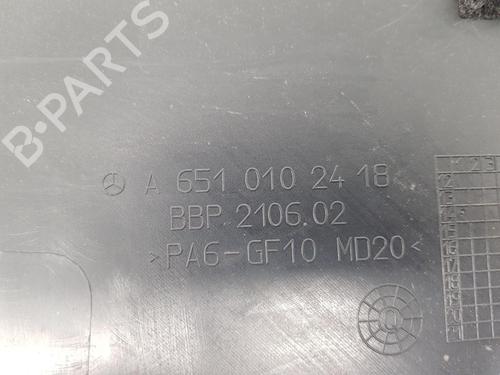 B-PARTS
A 651 010 24 18
BBP 2106.02
>PA6-GF10 MD20<